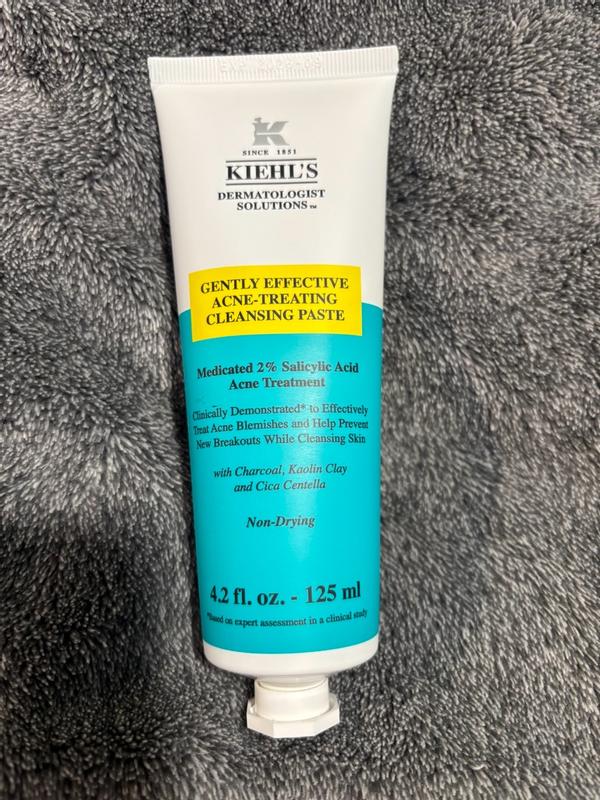 K
SINCE 1851
KIEHL'S
DERMATOLOGIST
SOLUTIONS™
GENTLY EFFECTIVE
ACNE-TREATING
CLEANSING PASTE
Medicated 2% Salicylic Acid
Acne Treatment
Clinically Demonstrated* to Effectively
Treat Acne Blemishes and Help Prevent
New Breakouts While Cleansing Skin
with Charcoal, Kaolin Clay
and Cica Centella
Non-Drying
4.2 fl. oz. - 125 ml
*based on expert assessment in a clinical study